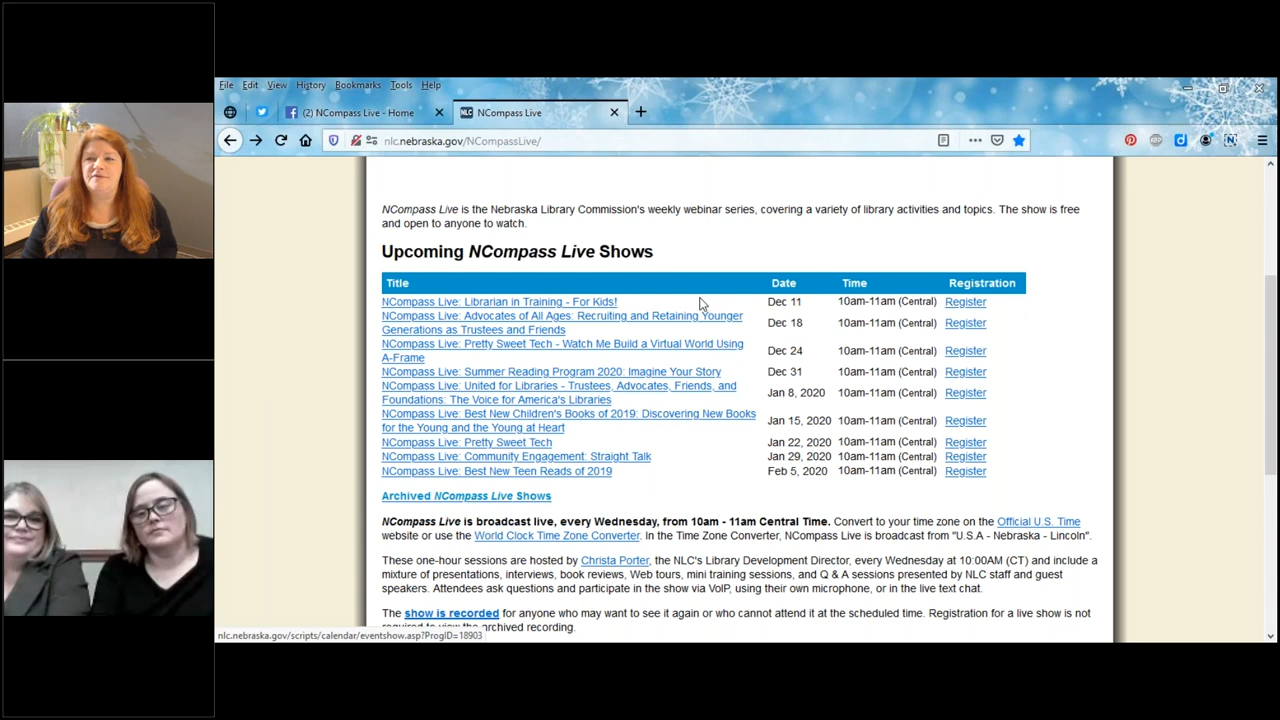 File Edit View History Bookmarks Tools Help
(2) NCompass Live - Home
NLC NCompass Live
nlc.nebraska.gov/NCompassLive/
NCompass Live is the Nebraska Library Commission's weekly webinar series, covering a variety of library activities and topics. The show is free
and open to anyone to watch.
Upcoming NCompass Live Shows
Title Date Time Registration
NCompass Live: Librarian in Training - For Kids! Dec 11 10am-11am (Central) Register
NCompass Live: Advocates of All Ages: Recruiting and Retaining Younger
Generations as Trustees and Friends Dec 18 10am-11am (Central) Register
NCompass Live: Pretty Sweet Tech - Watch Me Build a Virtual World Using
A-Frame Dec 24 10am-11am (Central) Register
NCompass Live: Summer Reading Program 2020: Imagine Your Story Dec 31 10am-11am (Central) Register
NCompass Live: United for Libraries - Trustees, Advocates, Friends, and
Foundations: The Voice for America's Libraries Jan 8, 2020 10am-11am (Central) Register
NCompass Live: Best New Children's Books of 2019: Discovering New Books
for the Young and the Young at Heart Jan 15, 2020 10am-11am (Central) Register
NCompass Live: Pretty Sweet Tech Jan 22, 2020 10am-11am (Central) Register
NCompass Live: Community Engagement: Straight Talk Jan 29, 2020 10am-11am (Central) Register
NCompass Live: Best New Teen Reads of 2019 Feb 5, 2020 10am-11am (Central) Register
Archived NCompass Live Shows
NCompass Live is broadcast live, every Wednesday, from 10am - 11am Central Time. Convert to your time zone on the Official U.S. Time
website or use the World Clock Time Zone Converter. In the Time Zone Converter, NCompass Live is broadcast from "U.S.A - Nebraska - Lincoln".
These one-hour sessions are hosted by Christa Porter, the NLC's Library Development Director, every Wednesday at 10:00AM (CT) and include a
mixture of presentations, interviews, book reviews, Web tours, mini training sessions, and Q & A sessions presented by NLC staff and guest
speakers. Attendees ask questions and participate in the show via VoIP, using their own microphone, or in the live text chat.
The show is recorded for anyone who may want to see it again or who cannot attend it at the scheduled time. Registration for a live show is not
required to view the archived recording.
nlc.nebraska.gov/scripts/calendar/eventshow.asp?ProgID=18903